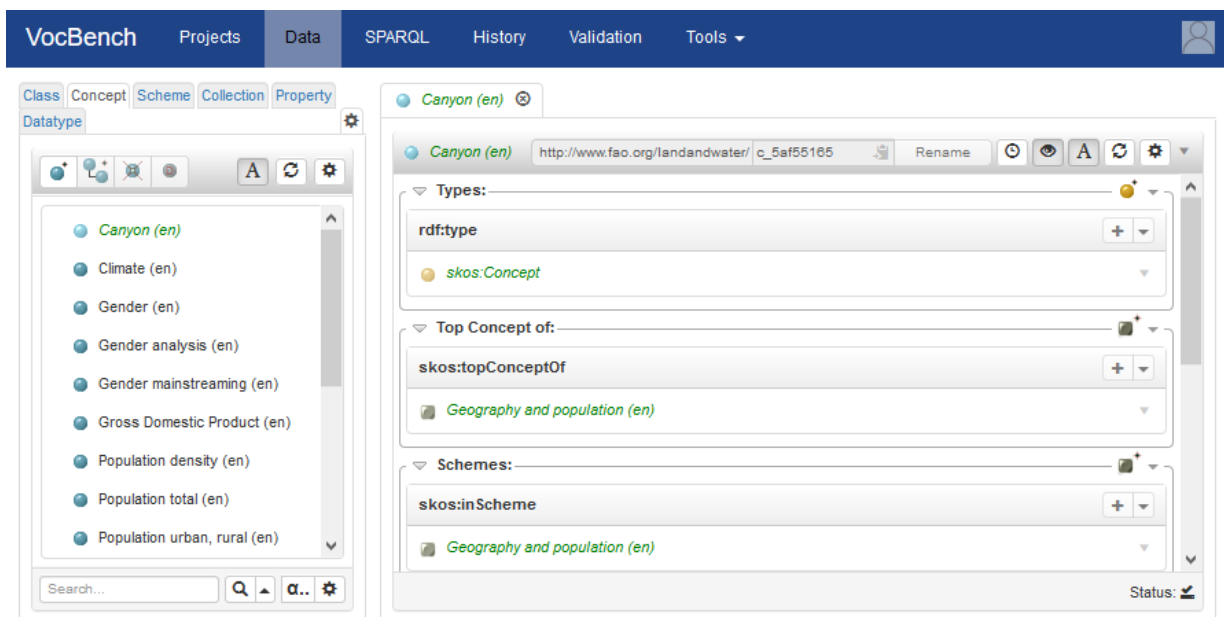 VocBench Projects Data SPARQL History Validation Tools
Class Concept Scheme Collection Property
Datatype
A
Canyon (en)
Climate (en)
Gender (en)
Gender analysis (en)
Gender mainstreaming (en)
Gross Domestic Product (en)
Population density (en)
Population total (en)
Population urban, rural (en)
Search... α..
Canyon (en)
Canyon (en) http://www.fao.org/landandwater/ c_5af55165 Rename A
Types:
rdf:type
skos:Concept
Top Concept of:
skos:topConceptOf
Geography and population (en)
Schemes:
skos:inScheme
Geography and population (en)
Status: